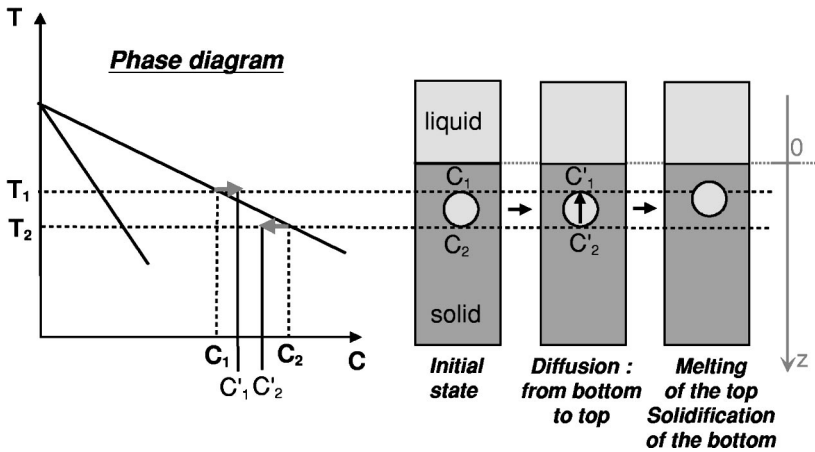 T
Phase diagram
T1
T2
C1
C2
C
C'1
C'2
liquid
0
C1
C'1
C2
C'2
solid
z
Initial
state
Diffusion :
from bottom
to top
Melting
of the top
Solidification
of the bottom